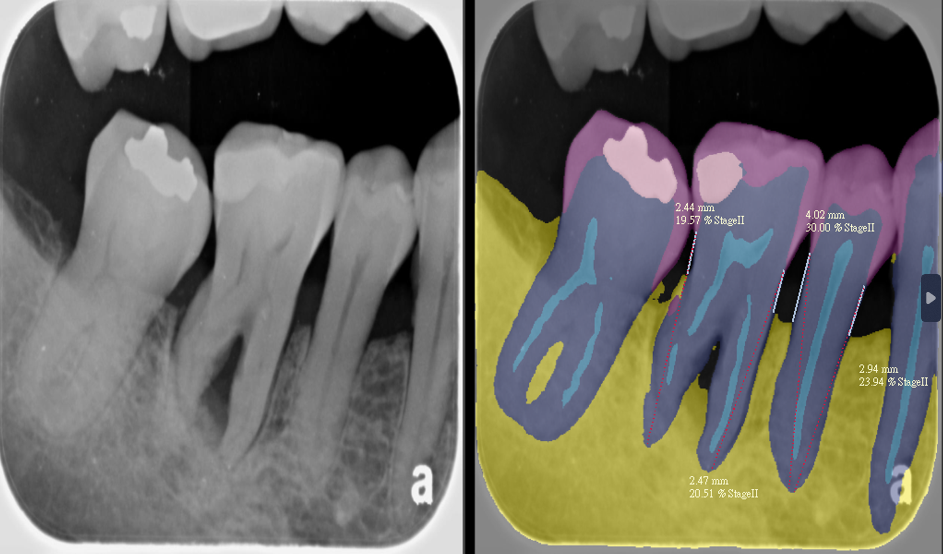 2.44 mm
19.57 % StageII
4.02 mm
30.00 % StageII
2.94 mm
23.94 % StageII
a
a
2.47 mm
20.51 % StageII